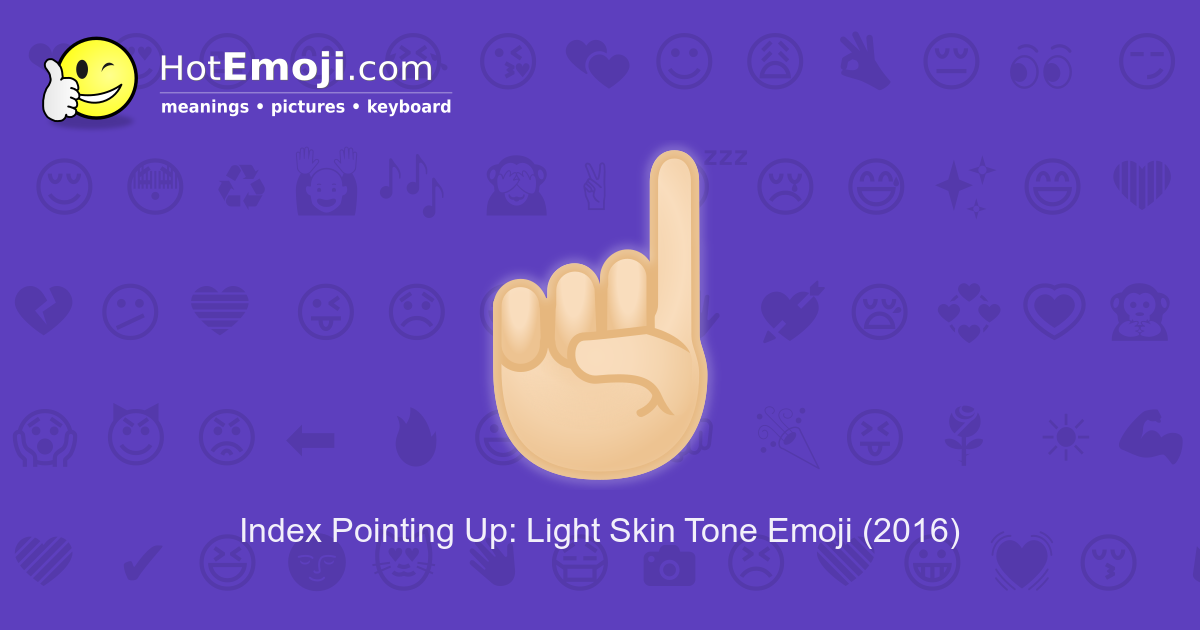 HotEmoji.com
meanings • pictures • keyboard
zzz
Index Pointing Up: Light Skin Tone Emoji (2016)